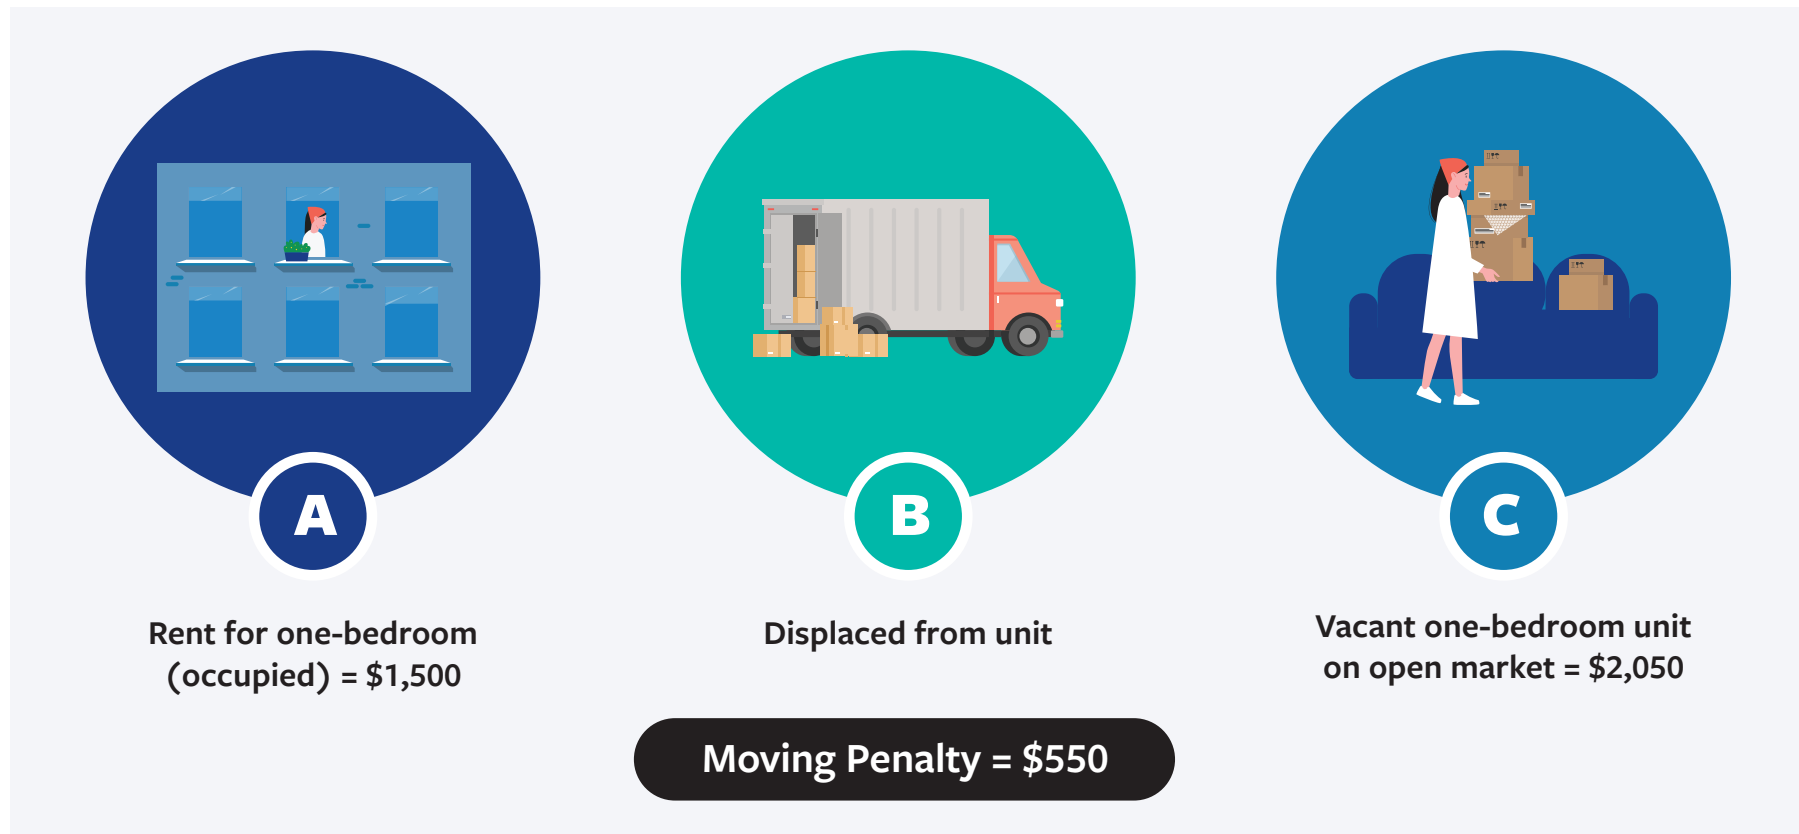 A
Rent for one-bedroom
(occupied) = $1,500
B
Displaced from unit
C
Vacant one-bedroom unit
on open market = $2,050
Moving Penalty = $550